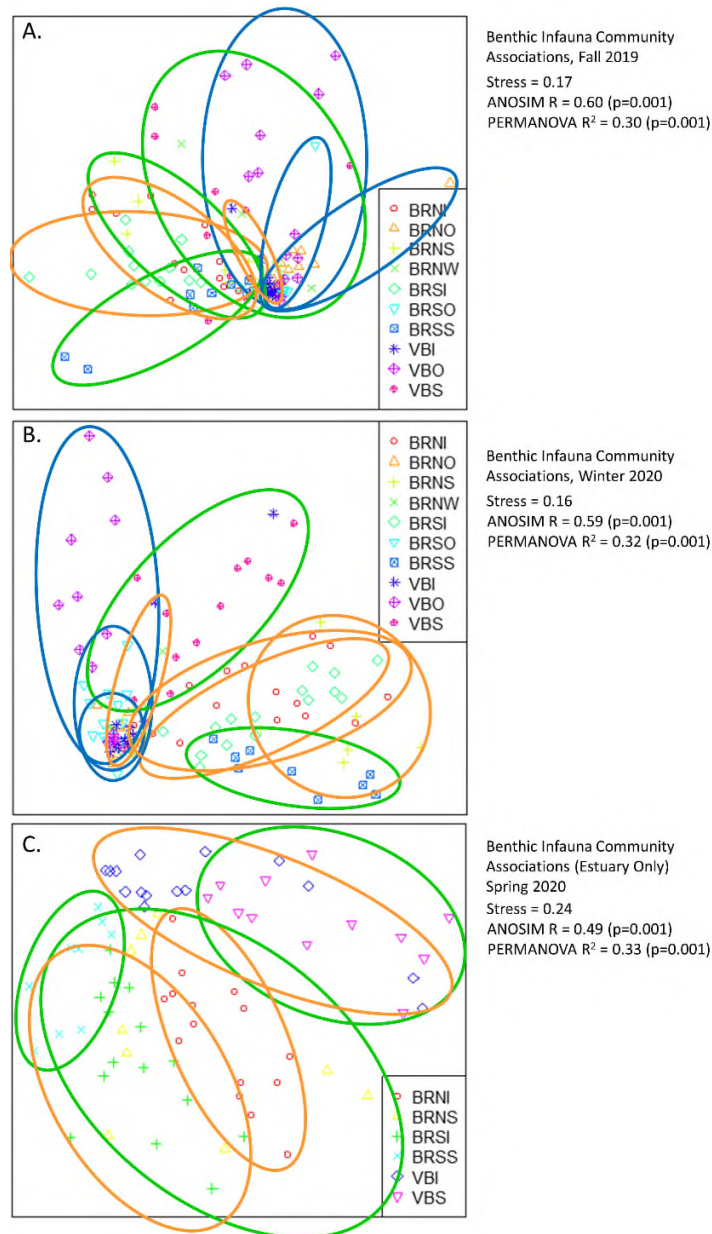 A.
Benthic Infauna Community
Associations, Fall 2019
Stress = 0.17
ANOSIM R = 0.60 (p=0.001)
PERMANOVA R² = 0.30 (p=0.001)
BRNI
BRNO
BRNS
BRNW
BRSI
BRSO
BRSS
VBI
VBO
VBS
B.
Benthic Infauna Community
Associations, Winter 2020
Stress = 0.16
ANOSIM R = 0.59 (p=0.001)
PERMANOVA R² = 0.32 (p=0.001)
BRNI
BRNO
BRNS
BRNW
BRSI
BRSO
BRSS
VBI
VBO
VBS
C.
Benthic Infauna Community
Associations (Estuary Only)
Spring 2020
Stress = 0.24
ANOSIM R = 0.49 (p=0.001)
PERMANOVA R² = 0.33 (p=0.001)
BRNI
BRNS
BRSI
BRSS
VBI
VBS